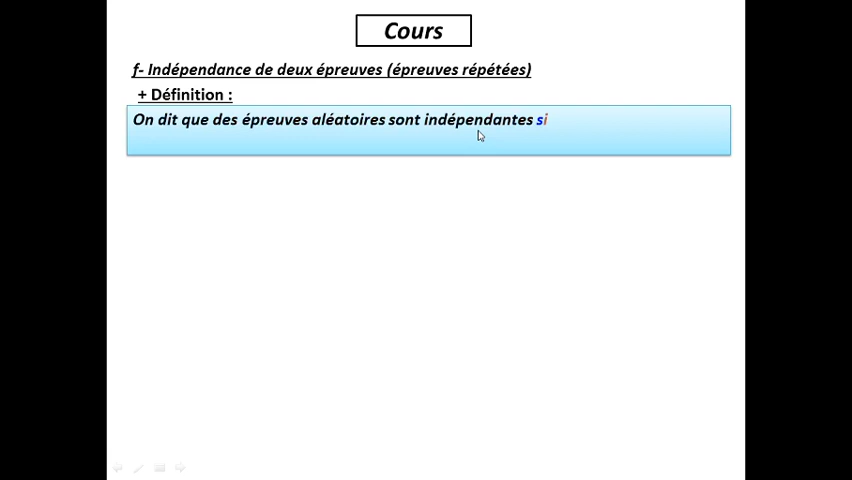 Cours
f- Indépendance de deux épreuves (épreuves répétées)
+ Définition :
On dit que des épreuves aléatoires sont indépendantes si